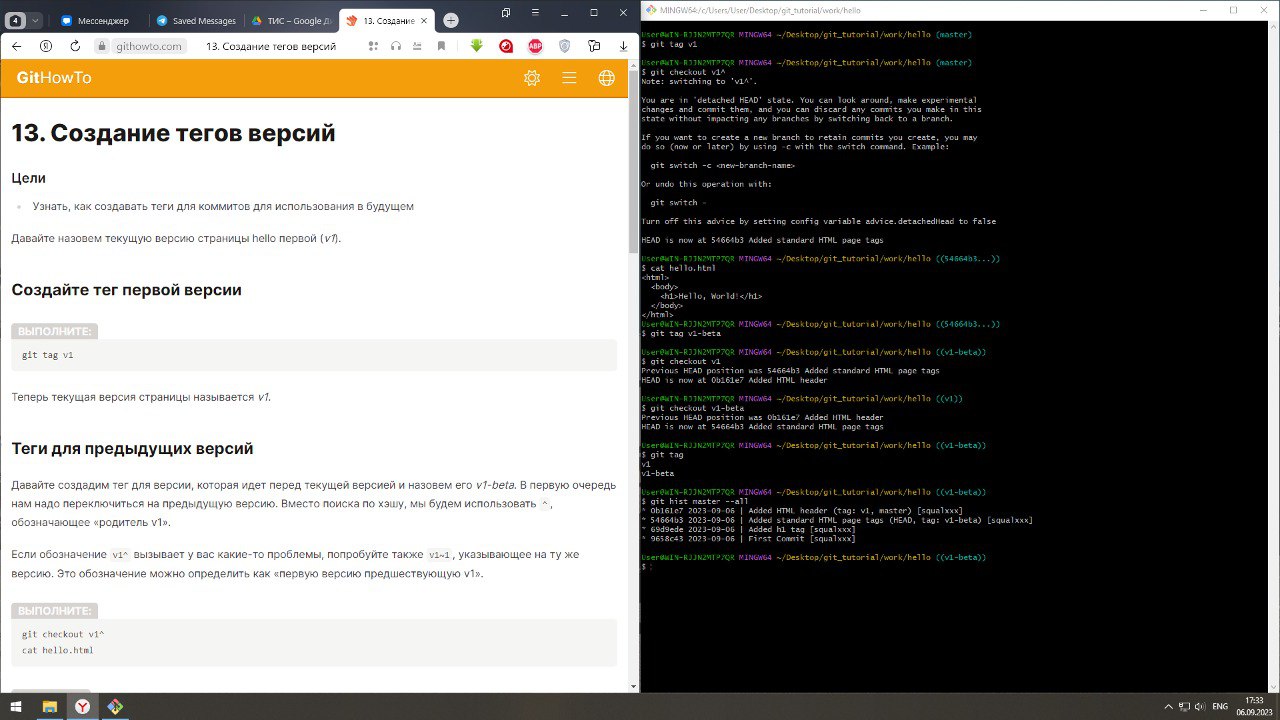 4
Messe
Saved Messages
ТИС – Google Д
13. Создание
githowto.com
13. Создание тегов версий
ABP
GitHowTo
13. Создание тегов версий
Цели
Узнать, как создавать теги для коммитов для использования в будущем
Давайте назовем текущую версию страницы hello первой (v1).
Создайте тег первой версии
ВЫПОЛНИТЕ:
git tag v1
Теперь текущая версия страницы называется v1.
Теги для предыдущих версий
Давайте создадим тег для версии, которая идет перед текущей версией и назовем его v1-beta. В первую очередь
нам надо переключиться на предыдущую версию. Вместо поиска по хэшу, мы будем использовать ^,
обозначающее «родитель v1».
Если обозначение v1^ вызывает у вас какие-то проблемы, попробуйте также v1~1, указывающее на ту же
версию. Это обозначение можно определить как «первую версию предшествующую v1».
ВЫПОЛНИТЕ:
git checkout v1^
cat hello.html
MINGW64:/c/Users/User/Desktop/git_tutorial/work/hello
User@WIN-RJJN2MTP7QR MINGW64 ~/Desktop/git_tutorial/work/hello (master)
$ git tag v1
User@WIN-RJJN2MTP7QR MINGW64 ~/Desktop/git_tutorial/work/hello (master)
$ git checkout v1^
Note: switching to 'v1^'.
You are in 'detached HEAD' state. You can look around, make experimental
changes and commit them, and you can discard any commits you make in this
state without impacting any branches by switching back to a branch.
If you want to create a new branch to retain commits you create, you may
do so (now or later) by using -c with the switch command. Example:
git switch -c <new-branch-name>
Or undo this operation with:
git switch -
Turn off this advice by setting config variable advice.detachedHead to false
HEAD is now at 54664b3 Added standard HTML page tags
User@WIN-RJJN2MTP7QR MINGW64 ~/Desktop/git_tutorial/work/hello ((54664b3...))
$ cat hello.html
<html>
<body>
<h1>Hello, World!</h1>
</body>
</html>
User@WIN-RJJN2MTP7QR MINGW64 ~/Desktop/git_tutorial/work/hello ((54664b3...))
$ git tag v1-beta
User@WIN-RJJN2MTP7QR MINGW64 ~/Desktop/git_tutorial/work/hello ((v1-beta))
$ git checkout v1
Previous HEAD position was 54664b3 Added standard HTML page tags
HEAD is now at 0b161e7 Added HTML header
User@WIN-RJJN2MTP7QR MINGW64 ~/Desktop/git_tutorial/work/hello ((v1))
$ git checkout v1-beta
Previous HEAD position was 0b161e7 Added HTML header
HEAD is now at 54664b3 Added standard HTML page tags
User@WIN-RJJN2MTP7QR MINGW64 ~/Desktop/git_tutorial/work/hello ((v1-beta))
$ git tag
v1
v1-beta
User@WIN-RJJN2MTP7QR MINGW64 ~/Desktop/git_tutorial/work/hello ((v1-beta))
$ git hist master --all
* 0b161e7 2023-09-06 | Added HTML header (tag: v1, master) [squalxxx]
* 54664b3 2023-09-06 | Added standard HTML page tags (HEAD, tag: v1-beta) [squalxxx]
* 69d9ede 2023-09-06 | Added h1 tag [squalxxx]
* 9658c43 2023-09-06 | First Commit [squalxxx]
User@WIN-RJJN2MTP7QR MINGW64 ~/Desktop/git_tutorial/work/hello ((v1-beta))
$
ENG
17:33
06.09.2023